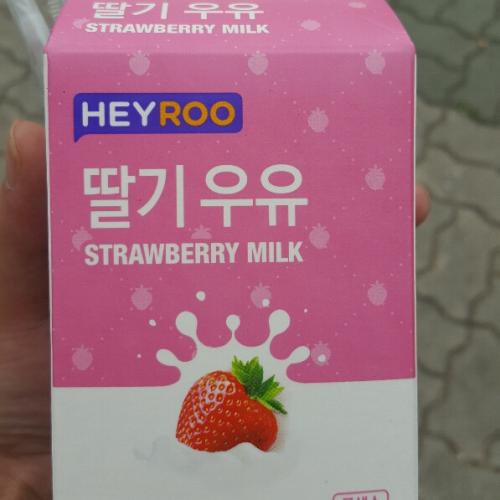 딸기 우유
STRAWBERRY MILK
HEYROO
딸기 우유
STRAWBERRY MILK